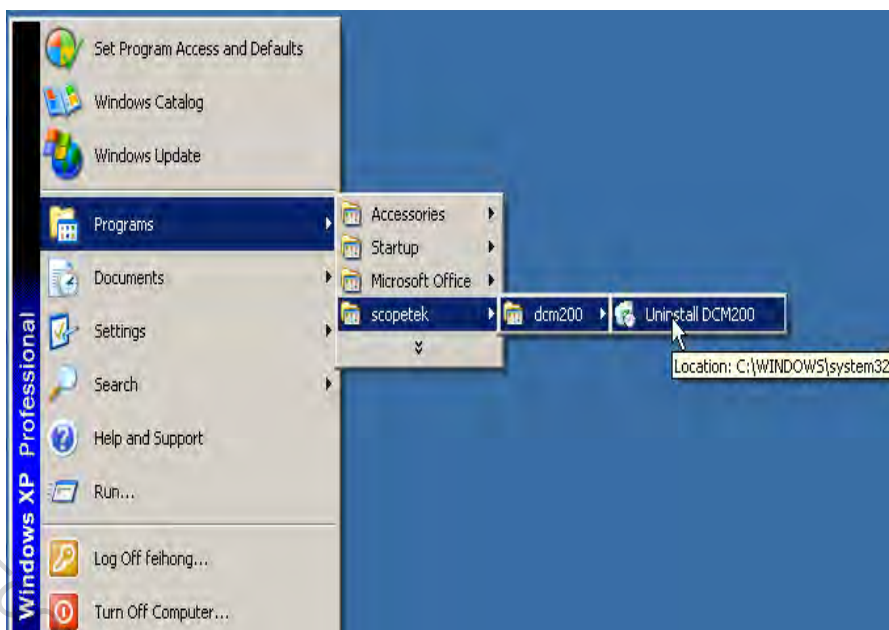 Set Program Access and Defaults
Windows Catalog
Windows Update
Programs
Documents
Settings
Search
Help and Support
Run...
Log Off feihong...
Turn Off Computer...
Windows XP Professional
Accessories
Startup
Microsoft Office
scopetek
dcm200
Uninstall DCM200
Location: C:\WINDOWS\system32